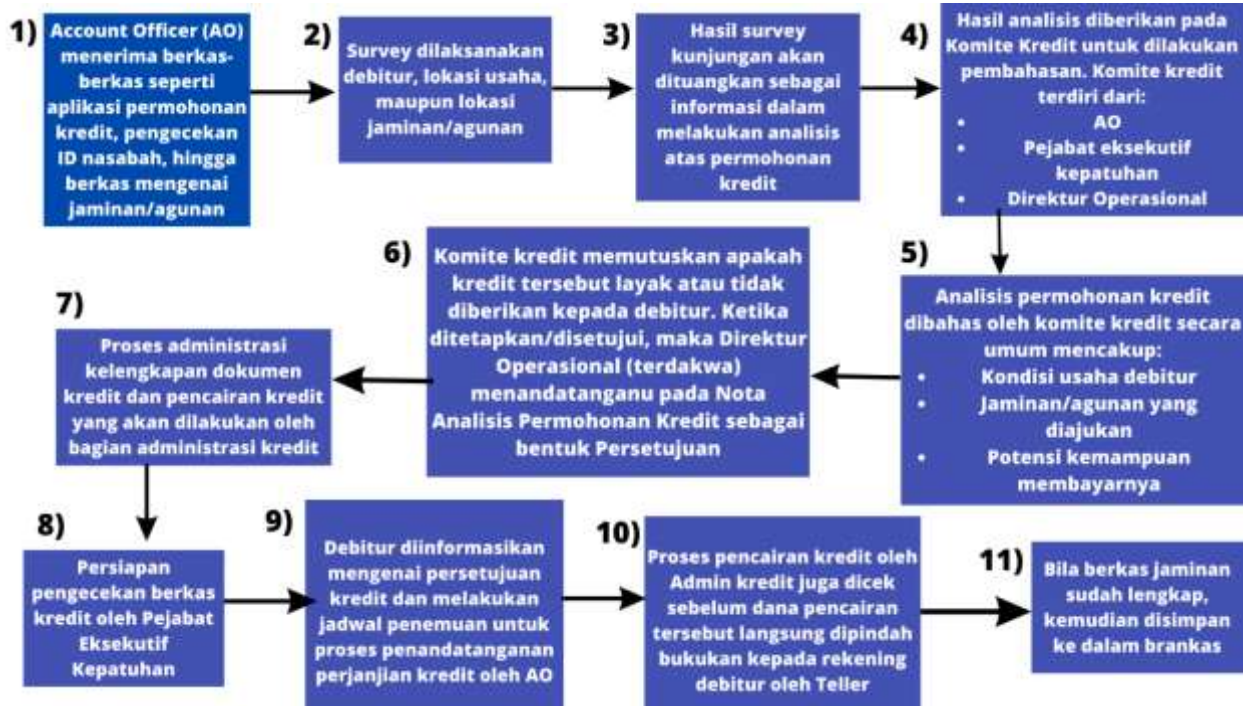 1)
Account Officer (AO)
menerima berkas-
berkas seperti
aplikasi permohonan
kredit, pengecekan
ID nasabah, hingga
berkas mengenai
jaminan/agunan
2)
Survey dilaksanakan
debitur, lokasi usaha,
maupun lokasi
jaminan/agunan
3)
Hasil survey
kunjungan akan
dituangkan sebagai
informasi dalam
melakukan analisis
atas permohonan
kredit
4)
Hasil analisis diberikan pada
Komite Kredit untuk dilakukan
pembahasan. Komite kredit
terdiri dari:
• AO
• Pejabat eksekutif
kepatuhan
• Direktur Operasional
5)
Analisis permohonan kredit
dibahas oleh komite kredit secara
umum mencakup:
• Kondisi usaha debitur
• Jaminan/agunan yang
diajukan
• Potensi kemampuan
membayarnya
6)
Komite kredit memutuskan apakah
kredit tersebut layak atau tidak
diberikan kepada debitur. Ketika
ditetapkan/disetujui, maka Direktur
Operasional (terdakwa)
menandatanganu pada Nota
Analisis Permohonan Kredit sebagai
bentuk Persetujuan
7)
Proses administrasi
kelengkapan dokumen
kredit dan pencairan kredit
yang akan dilakukan oleh
bagian administrasi kredit
8)
Persiapan
pengecekan berkas
kredit oleh Pejabat
Eksekutif
Kepatuhan
9)
Debitur diinformasikan
mengenai persetujuan
kredit dan melakukan
jadwal penemuan untuk
proses penandatanganan
perjanjian kredit oleh AO
10)
Proses pencairan kredit oleh
Admin kredit juga dicek
sebelum dana pencairan
tersebut langsung dipindah
bukukan kepada rekening
debitur oleh Teller
11)
Bila berkas jaminan
sudah lengkap,
kemudian disimpan
ke dalam brankas